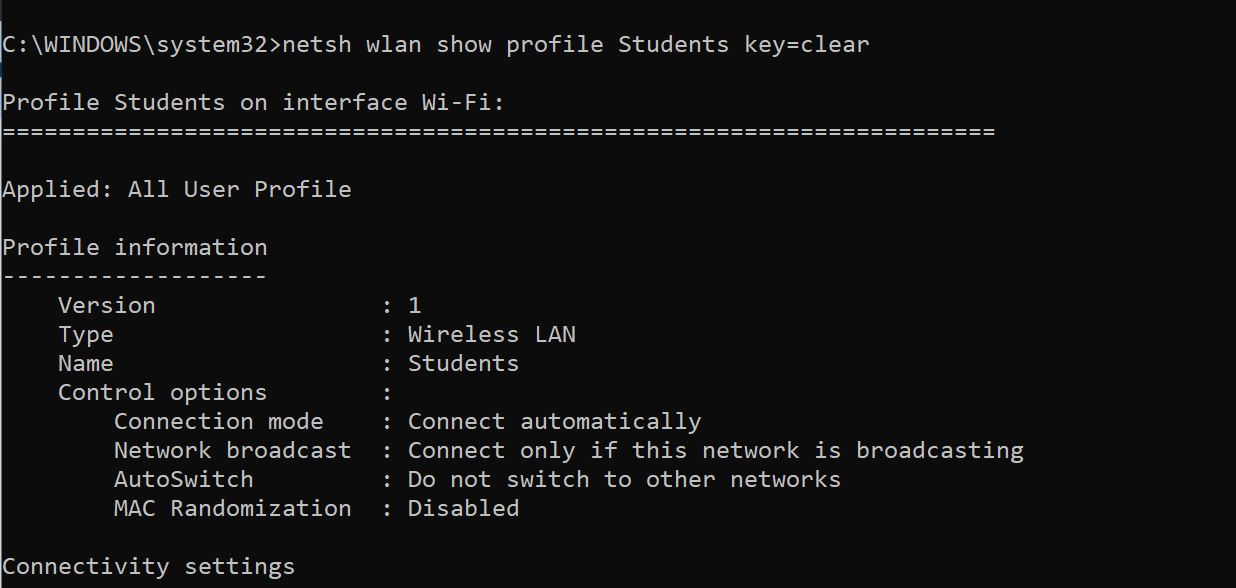 C:\WINDOWS\system32>netsh wlan show profile Students key=clear
Profile Students on interface Wi-Fi:
=======================================================================
Applied: All User Profile
Profile information
-------------------
    Version                : 1
    Type                   : Wireless LAN
    Name                   : Students
    Control options        :
        Connection mode    : Connect automatically
        Network broadcast  : Connect only if this network is broadcasting
        AutoSwitch         : Do not switch to other networks
        MAC Randomization  : Disabled
Connectivity settings